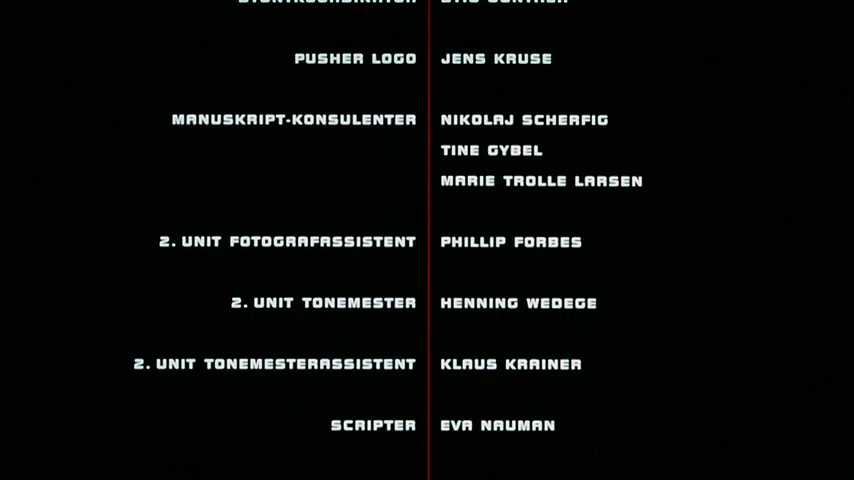 PUSHER LOGO JENS KRUSE
MANUSKRIPT-KONSULENTER NIKOLAJ SCHERFIG
TINE GYBEL
MARIE TROLLE LARSEN
2. UNIT FOTOGRAFASSISTENT PHILLIP FORBES
2. UNIT TONEMESTER HENNING WEDEGE
2. UNIT TONEMESTERASSISTENT KLAUS KRAINER
SCRIPTER EVA NAUMAN